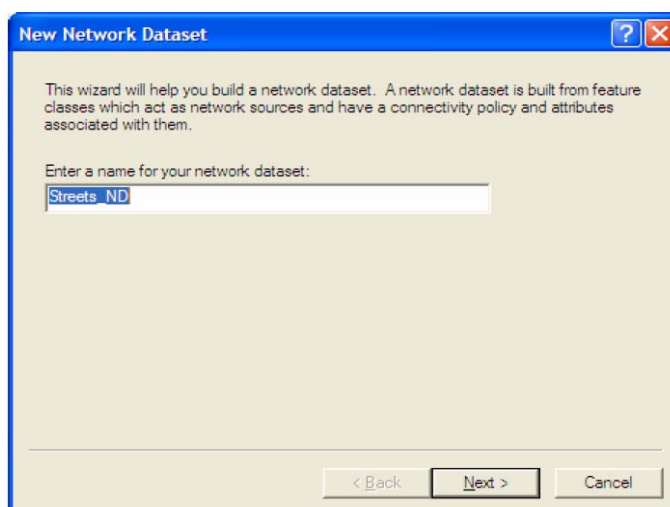 New Network Dataset
This wizard will help you build a network dataset. A network dataset is built from feature
classes which act as network sources and have a connectivity policy and attributes
associated with them.
Enter a name for your network dataset:
Streets_ND
< Back
Next >
Cancel